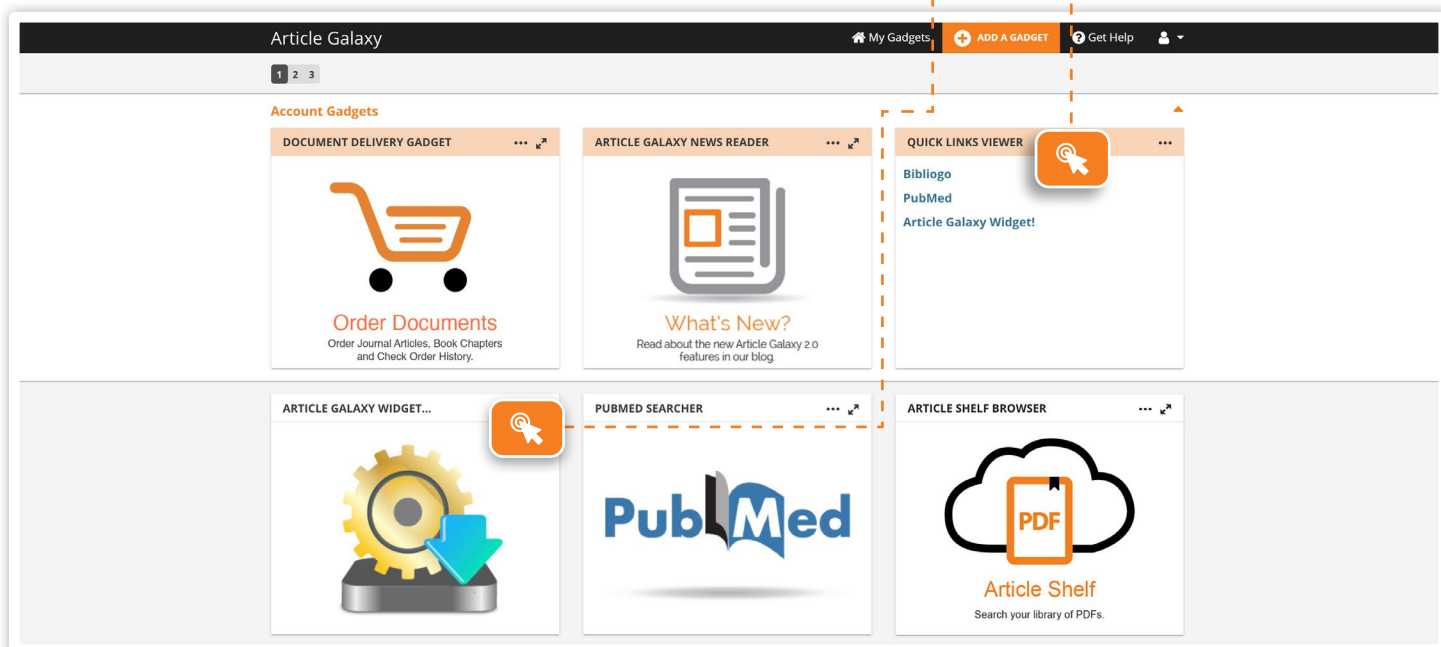 Article Galaxy
My Gadgets
ADD A GADGET
Get Help
1 2 3
Account Gadgets
DOCUMENT DELIVERY GADGET
ARTICLE GALAXY NEWS READER
QUICK LINKS VIEWER
Order Documents
Order Journal Articles, Book Chapters
and Check Order History.
What's New?
Read about the new Article Galaxy 2.0
features in our blog.
Bibliogo
PubMed
Article Galaxy Widget!
ARTICLE GALAXY WIDGET...
PUBMED SEARCHER
ARTICLE SHELF BROWSER
PubMed
PDF
Article Shelf
Search your library of PDFs.